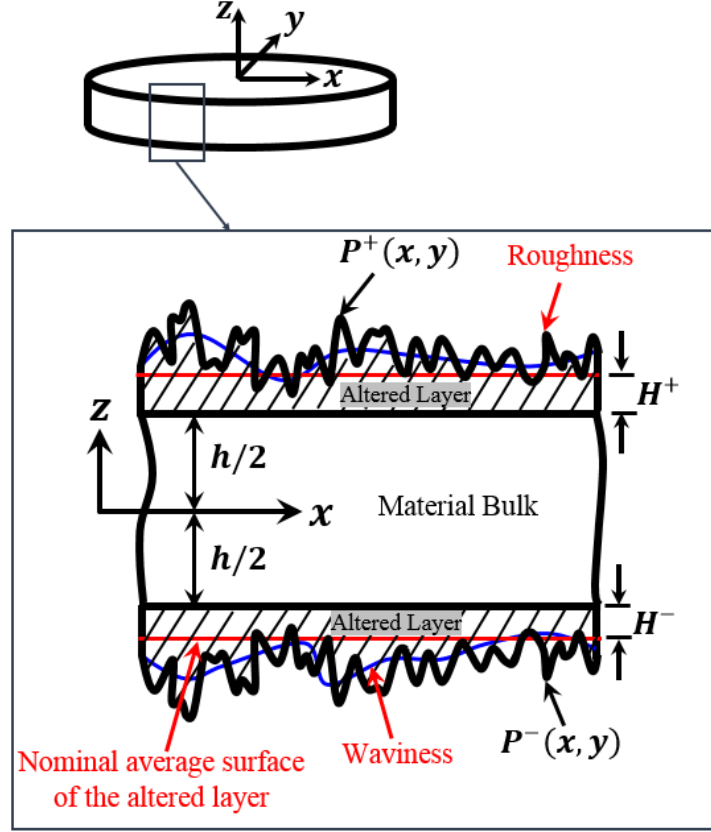 z
y
x
P⁺(x, y)
Roughness
Altered Layer
H⁺
z
h/2
Material Bulk
x
h/2
Altered Layer
H⁻
Nominal average surface
of the altered layer
Waviness
P⁻(x, y)